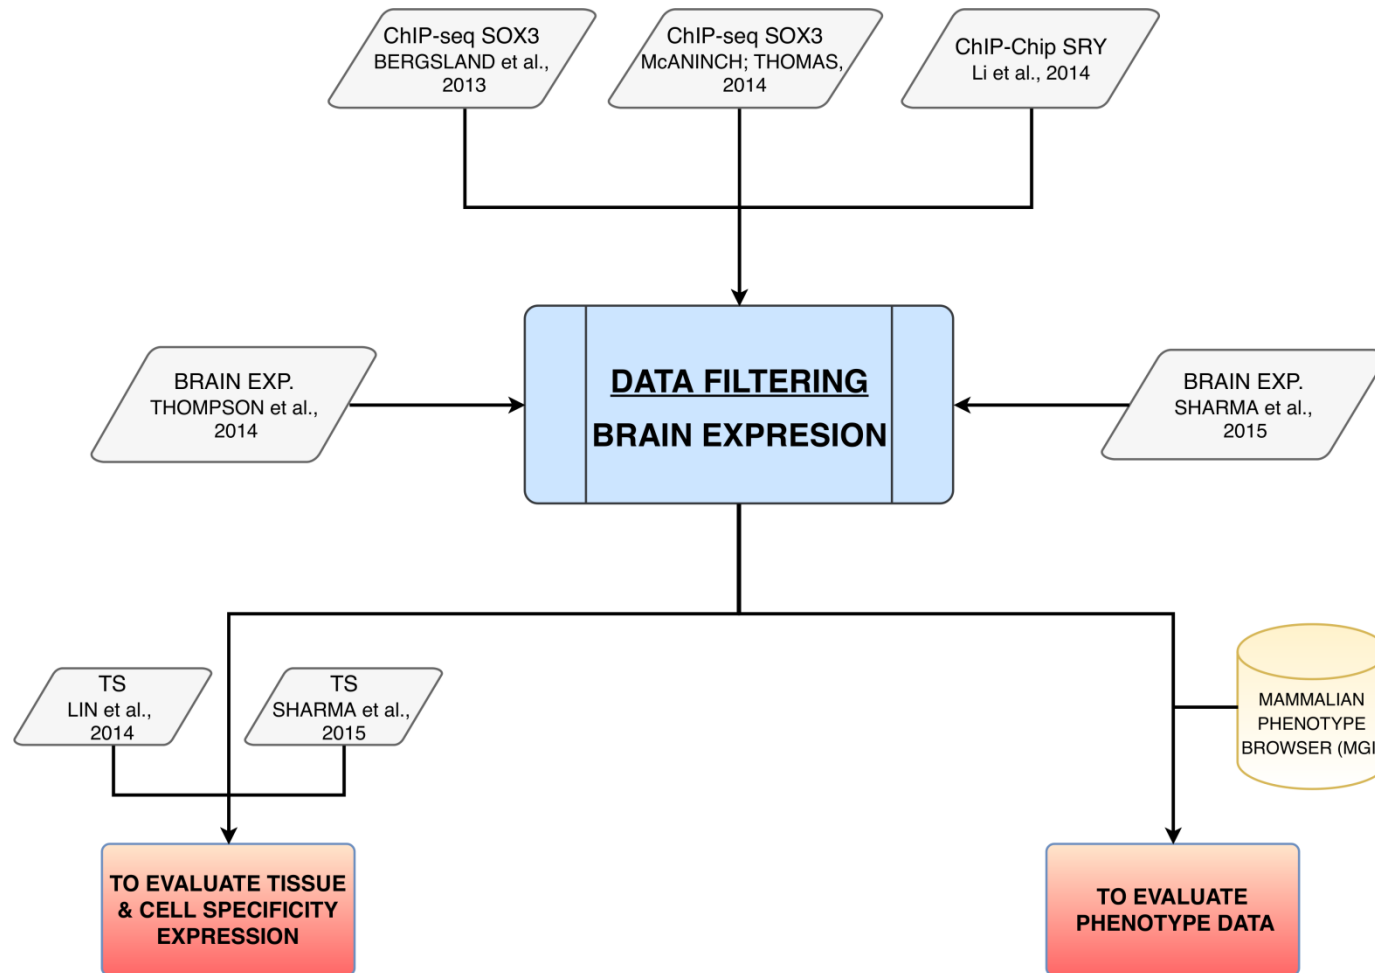 ChIP-seq SOX3
BERGSLAND et al.,
2013
ChIP-seq SOX3
McANINCH; THOMAS,
2014
ChIP-Chip SRY
Li et al., 2014
BRAIN EXP.
THOMPSON et al.,
2014
DATA FILTERING
BRAIN EXPRESION
BRAIN EXP.
SHARMA et al.,
2015
TS
LIN et al.,
2014
TS
SHARMA et al.,
2015
MAMMALIAN
PHENOTYPE
BROWSER (MGI
TO EVALUATE TISSUE
& CELL SPECIFICITY
EXPRESSION
TO EVALUATE
PHENOTYPE DATA